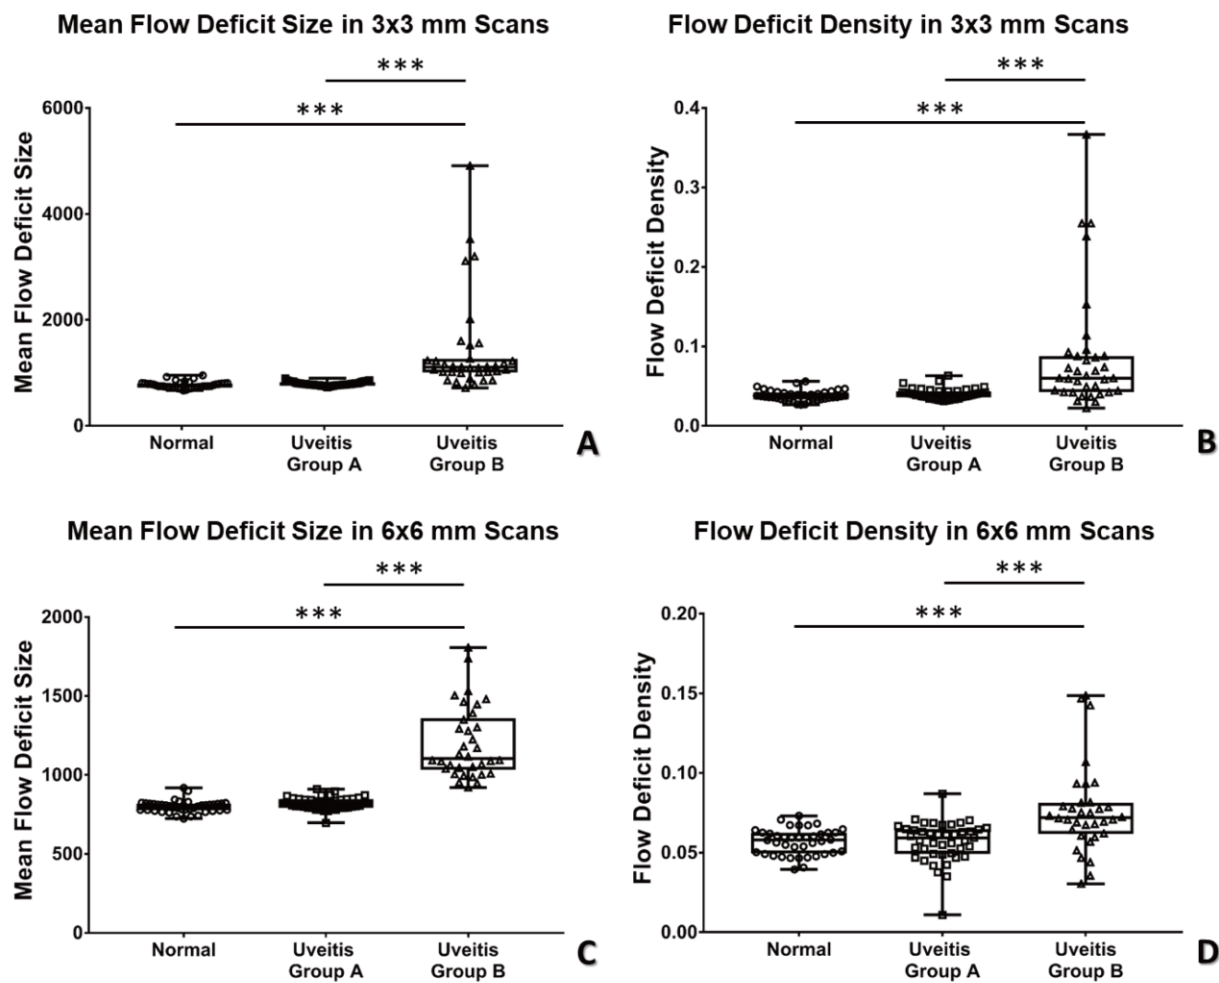 Mean Flow Deficit Size in 3x3 mm Scans
***
***
Mean Flow Deficit Size
6000
4000
2000
0
Normal
Uveitis
Group A
Uveitis
Group B
A
Flow Deficit Density in 3x3 mm Scans
***
***
Flow Deficit Density
0.4
0.3
0.2
0.1
0.0
Normal
Uveitis
Group A
Uveitis
Group B
B
Mean Flow Deficit Size in 6x6 mm Scans
***
***
Mean Flow Deficit Size
2000
1500
1000
500
0
Normal
Uveitis
Group A
Uveitis
Group B
C
Flow Deficit Density in 6x6 mm Scans
***
***
Flow Deficit Density
0.20
0.15
0.10
0.05
0.00
Normal
Uveitis
Group A
Uveitis
Group B
D